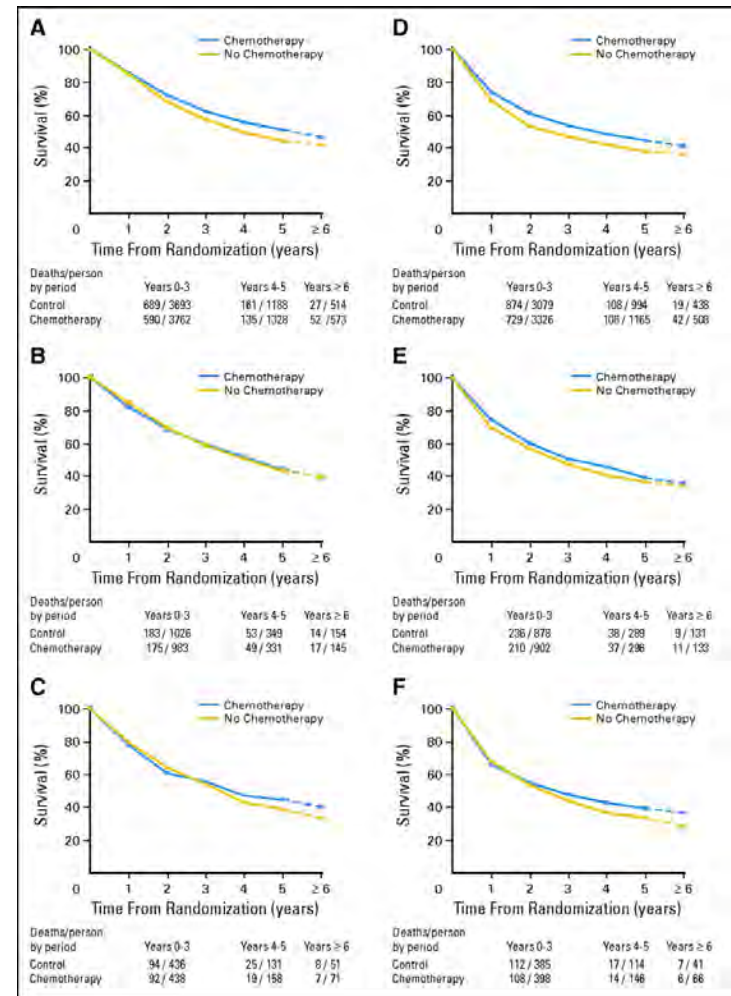 A
100
80
60
40
20
0
Survival (%)
Chemotherapy
No Chemotherapy
1 2 3 4 5 ≥ 6
Time From Randomization (years)
Deaths/person
by period Years 0-3 Years 4-5 Years ≥ 6
Control 689 / 3693 161 / 1188 27 / 514
Chemotherapy 590 / 3762 135 / 1328 52 / 573
B
100
80
60
40
20
0
Survival (%)
Chemotherapy
No Chemotherapy
1 2 3 4 5 ≥ 6
Time From Randomization (years)
Deaths/person
by period Years 0-3 Years 4-5 Years ≥ 6
Control 183 / 1026 53 / 349 14 / 154
Chemotherapy 175 / 983 49 / 331 17 / 145
C
100
80
60
40
20
0
Survival (%)
Chemotherapy
No Chemotherapy
1 2 3 4 5 ≥ 6
Time From Randomization (years)
Deaths/person
by period Years 0-3 Years 4-5 Years ≥ 6
Control 94 / 436 25 / 131 8 / 51
Chemotherapy 92 / 438 19 / 158 7 / 71
D
100
80
60
40
20
0
Survival (%)
Chemotherapy
No Chemotherapy
1 2 3 4 5 ≥ 6
Time From Randomization (years)
Deaths/person
by period Years 0-3 Years 4-5 Years ≥ 6
Control 874 / 3079 108 / 994 19 / 438
Chemotherapy 729 / 3326 108 / 1165 42 / 508
E
100
80
60
40
20
0
Survival (%)
Chemotherapy
No Chemotherapy
1 2 3 4 5 ≥ 6
Time From Randomization (years)
Deaths/person
by period Years 0-3 Years 4-5 Years ≥ 6
Control 236 / 878 38 / 289 9 / 131
Chemotherapy 210 / 902 37 / 296 11 / 133
F
100
80
60
40
20
0
Survival (%)
Chemotherapy
No Chemotherapy
1 2 3 4 5 ≥ 6
Time From Randomization (years)
Deaths/person
by period Years 0-3 Years 4-5 Years ≥ 6
Control 112 / 385 17 / 114 7 / 41
Chemotherapy 108 / 398 14 / 146 6 / 66